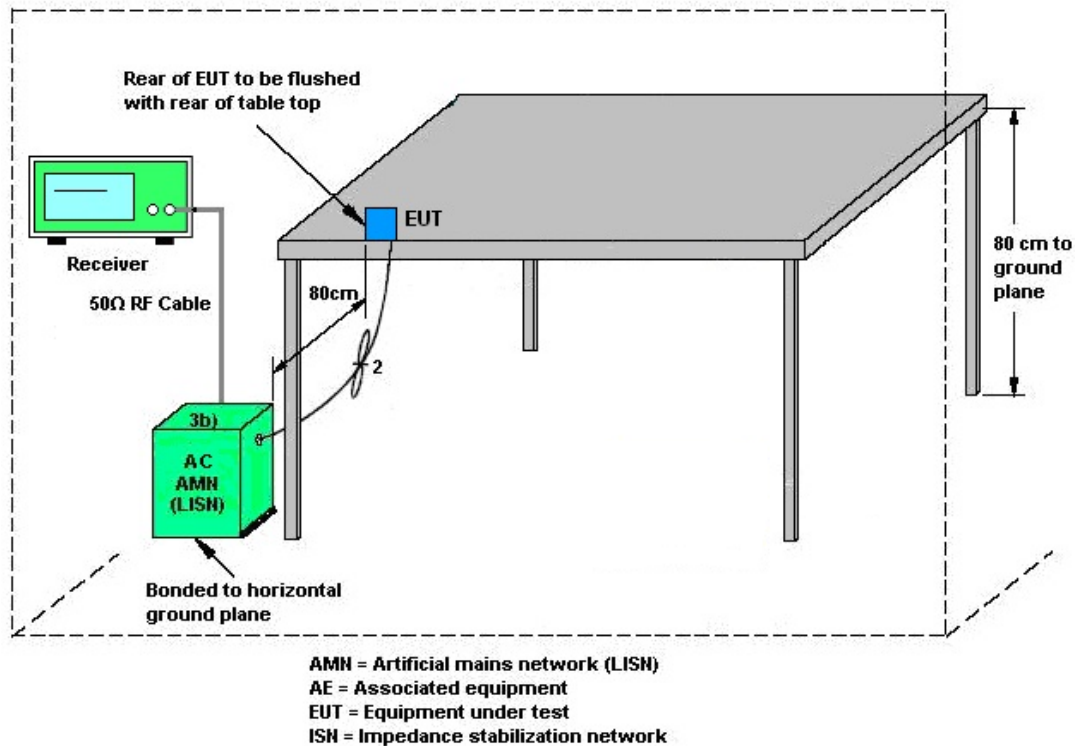 Rear of EUT to be flushed
with rear of table top
EUT
Receiver
50Ω RF Cable
80cm
2
80 cm to
ground
plane
3b)
AC
AMN
(LISN)
Bonded to horizontal
ground plane
AMN = Artificial mains network (LISN)
AE = Associated equipment
EUT = Equipment under test
ISN = Impedance stabilization network